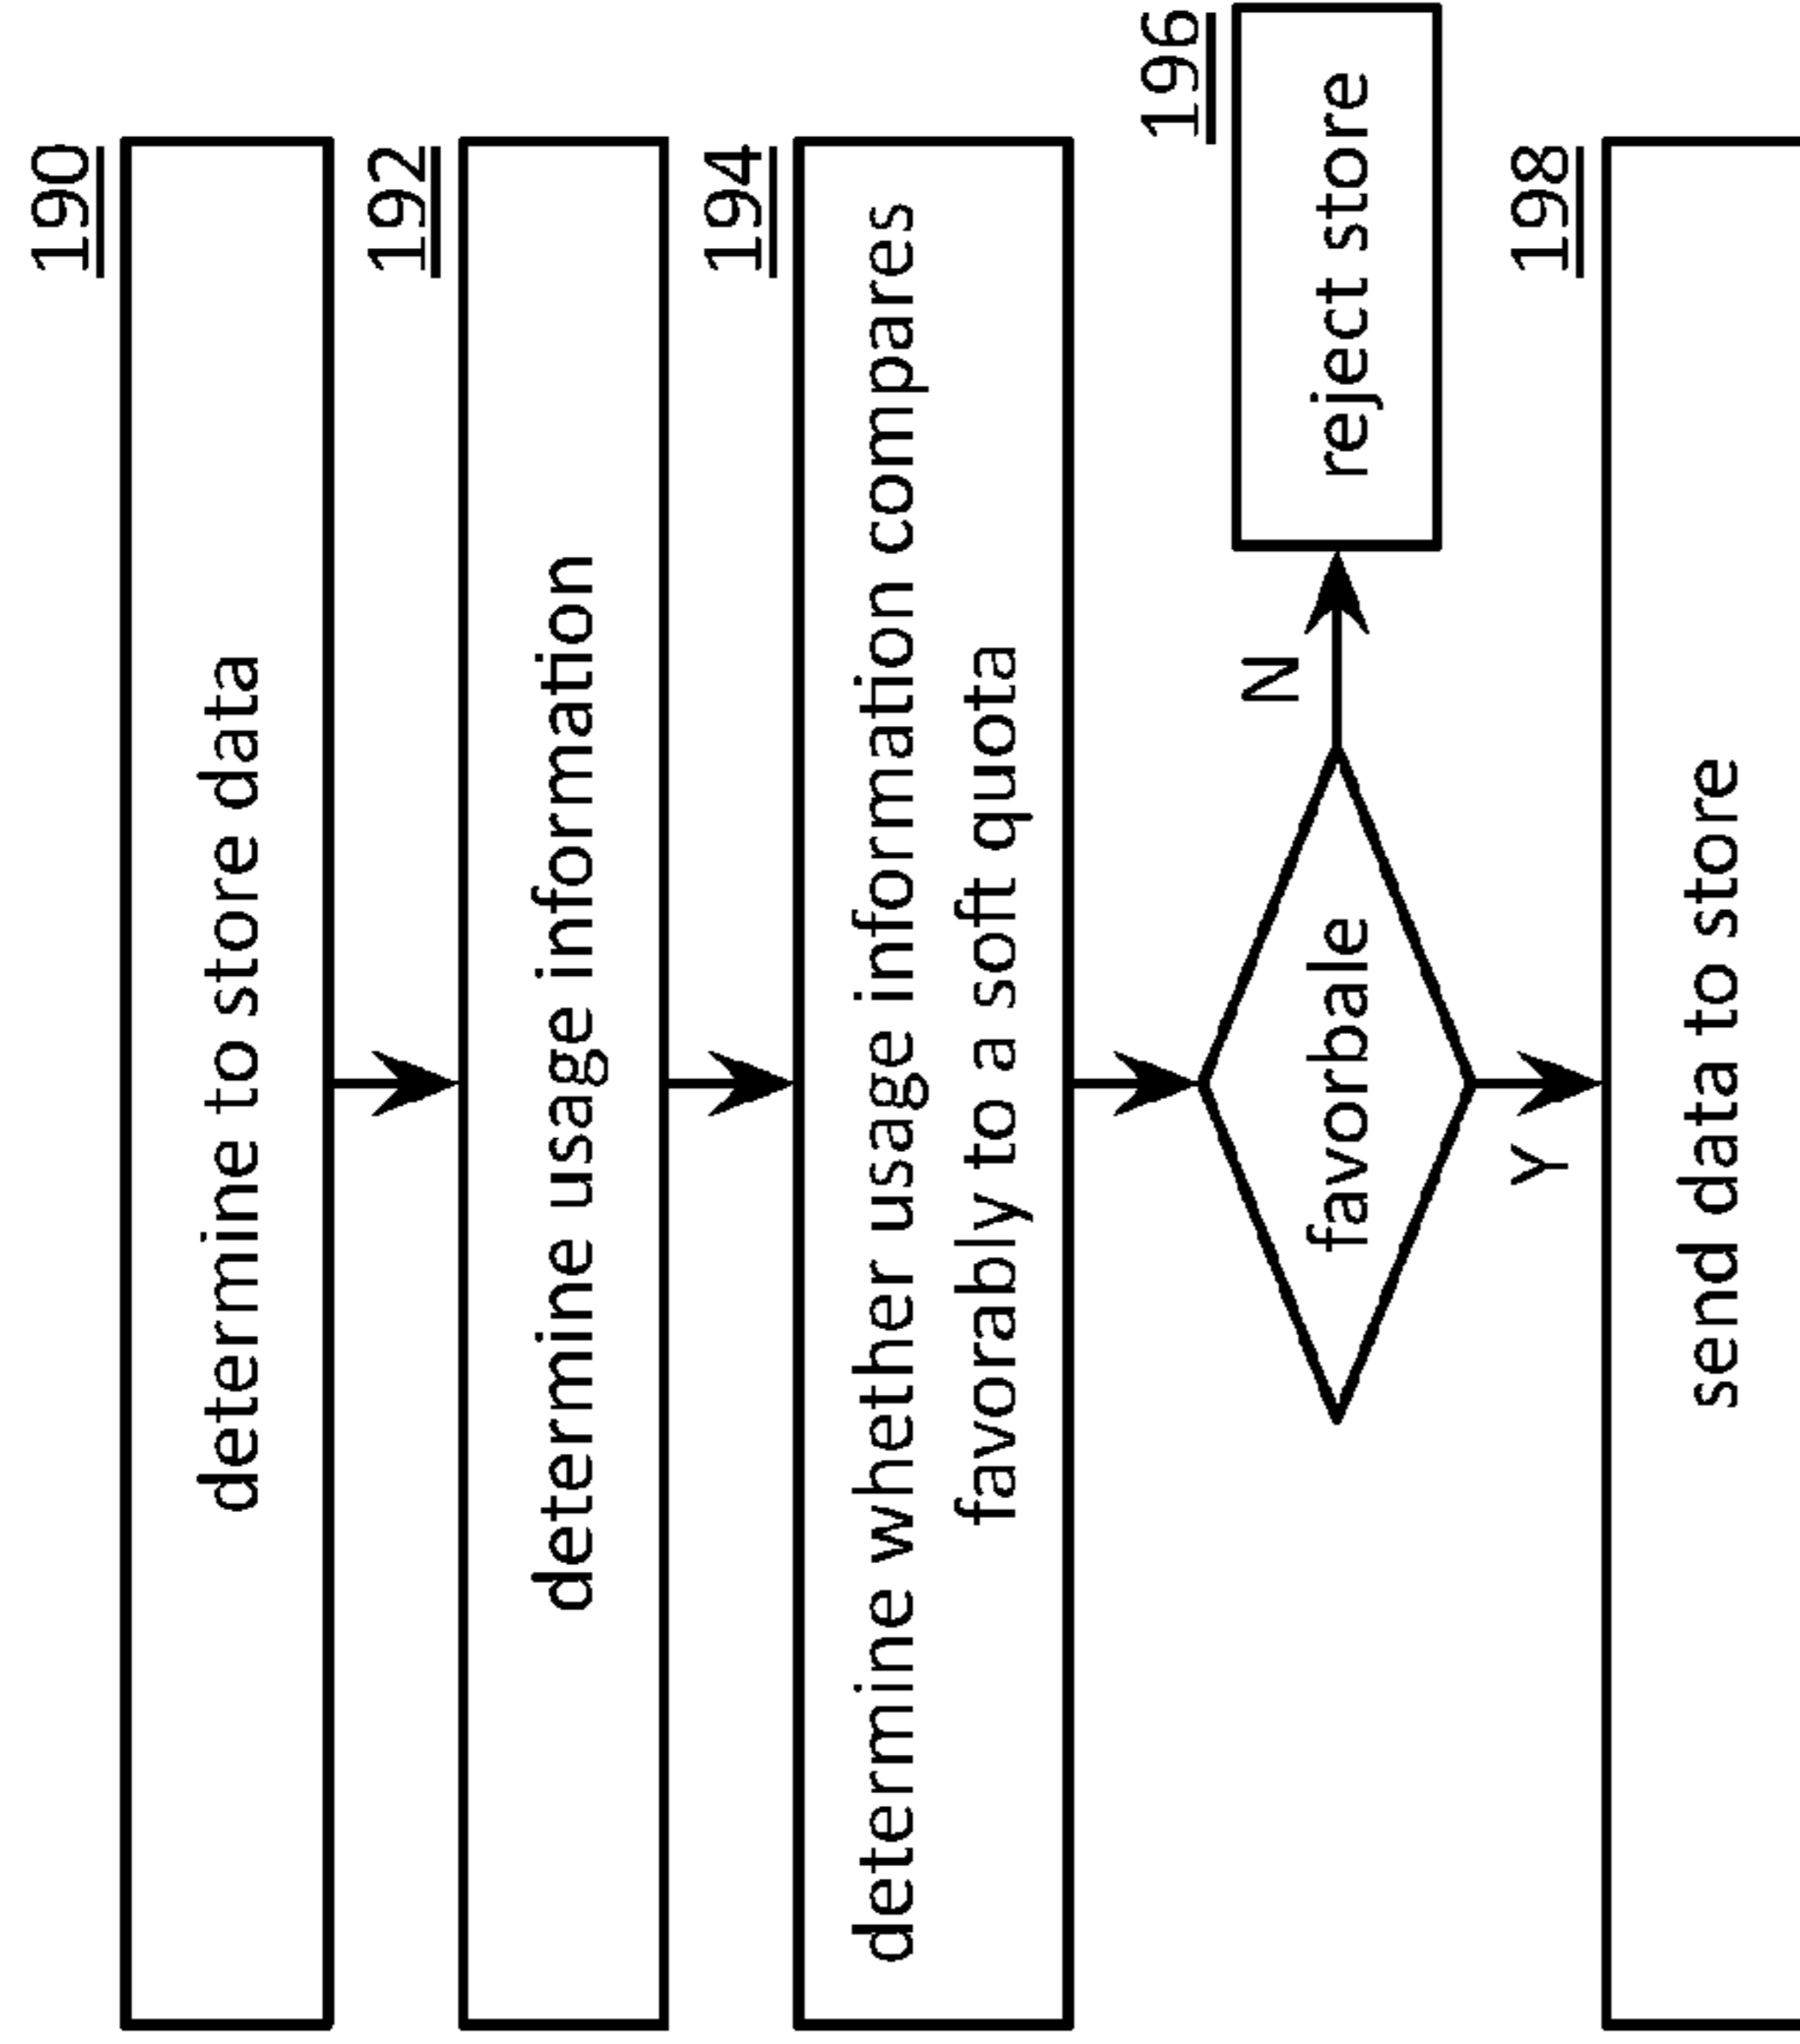 190
determine to store data
192
determine usage information
194
determine whether usage information compares
favorably to a soft quota
196
favorbale
N
reject store
Y
198
send data to store